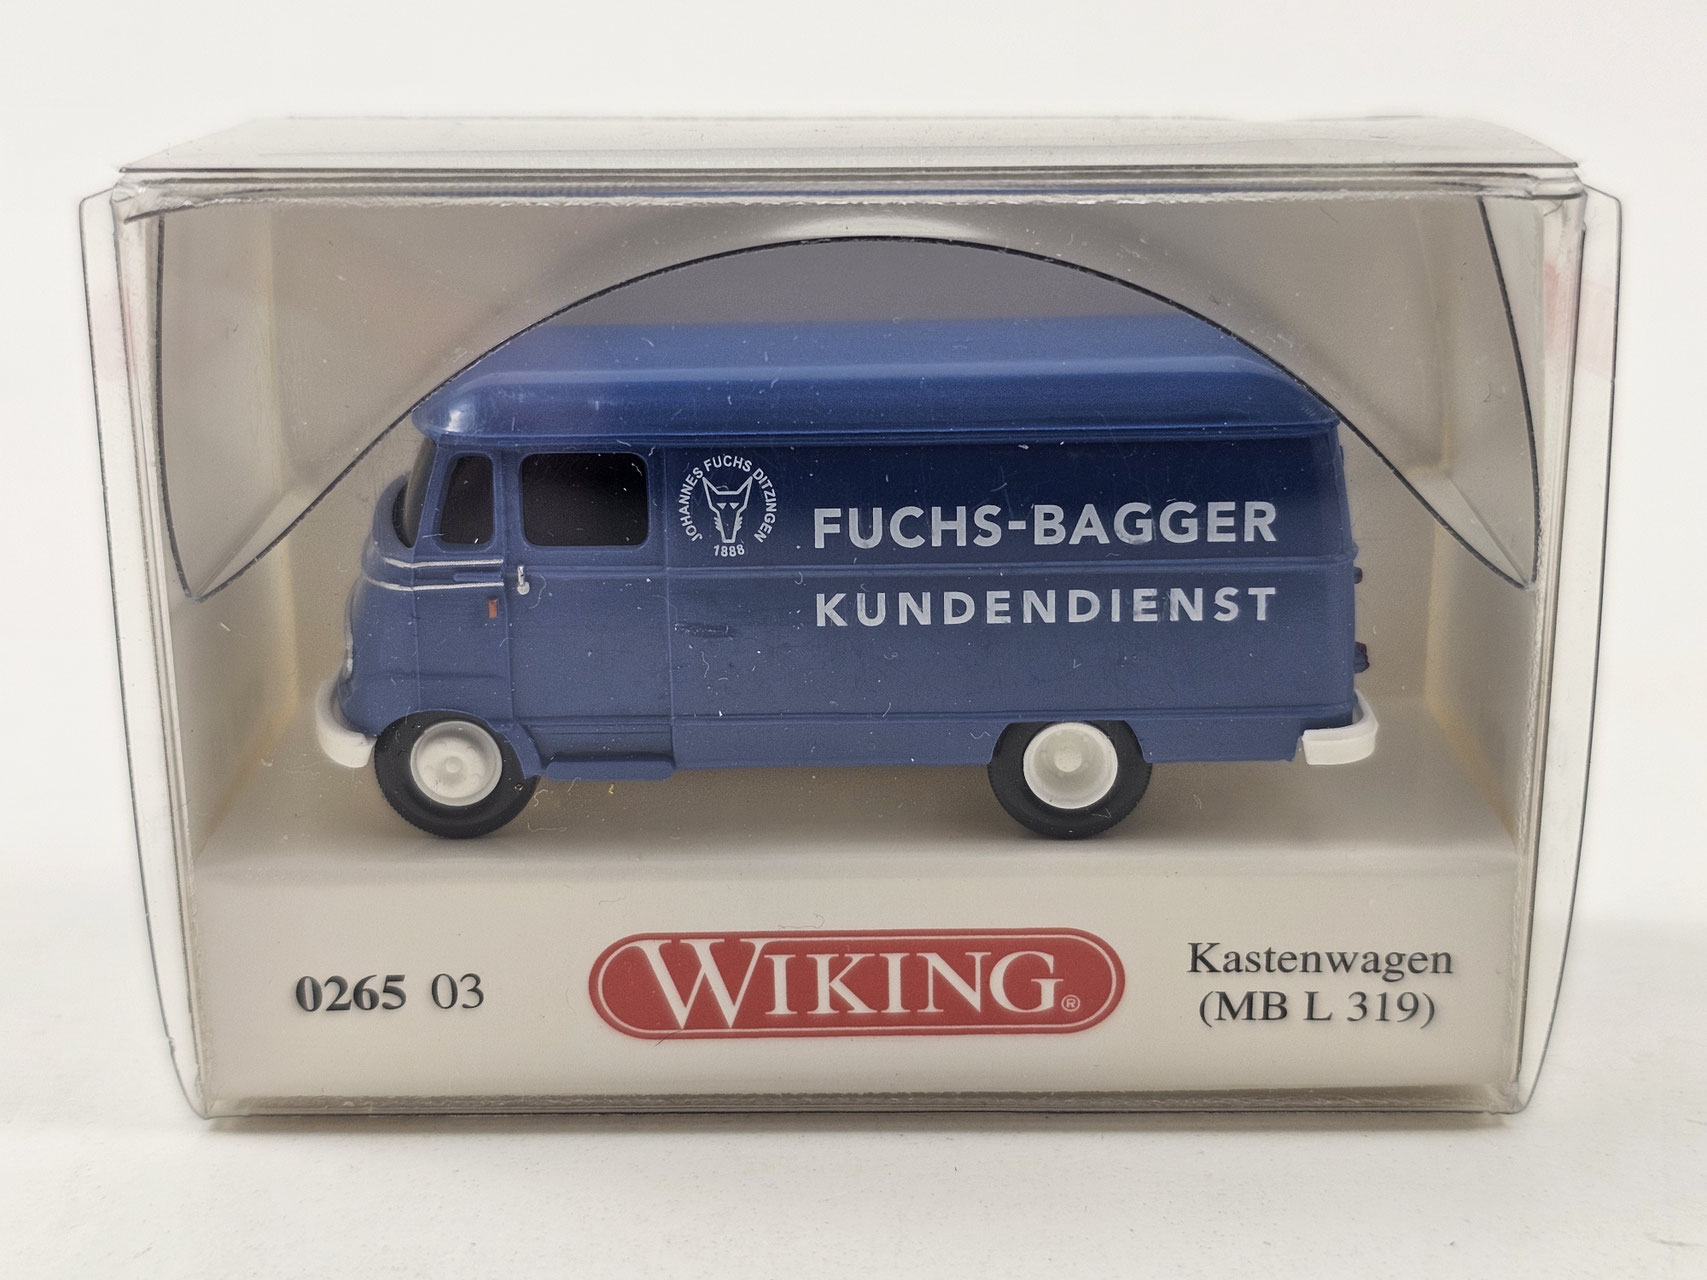 JOHANNES FUCHS DITZINGEN
1888
FUCHS-BAGGER
KUNDENDIENST
0265 03
WIKING®
Kastenwagen
(MB L 319)